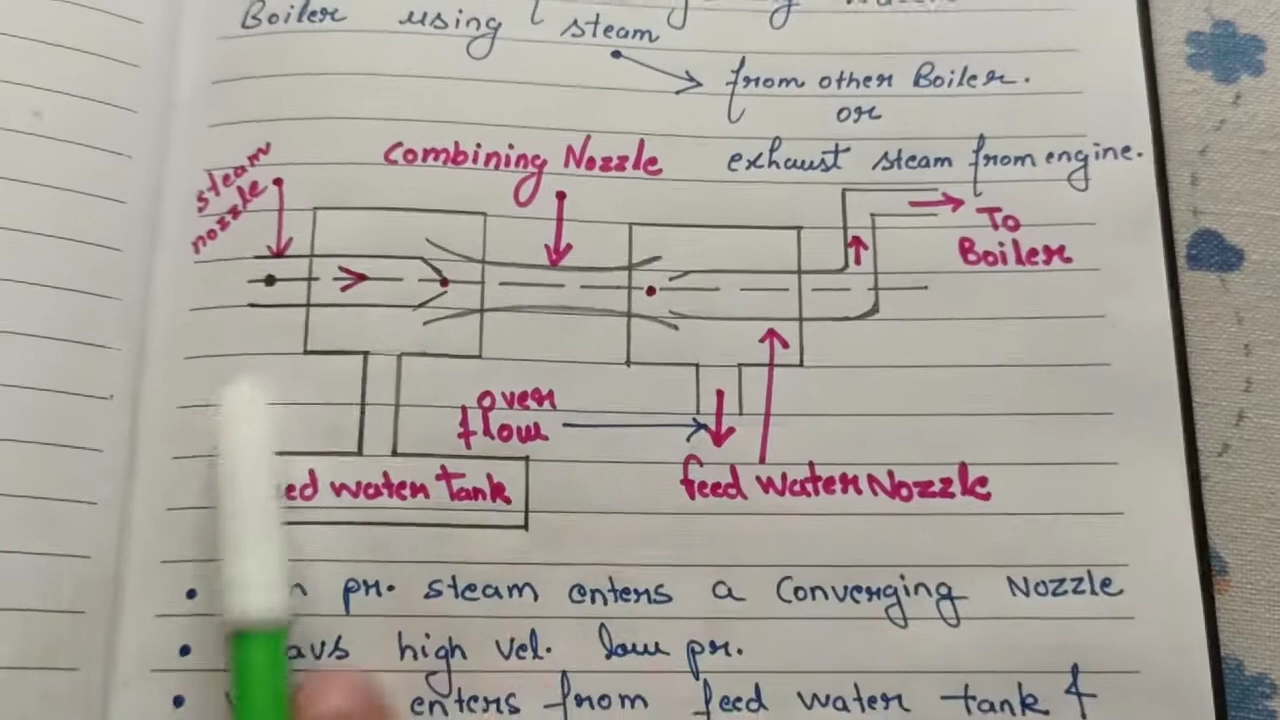 Boiler using steam
from other Boiler.
or
exhaust steam from engine.
steam nozzle
Combining Nozzle
To
Boiler
over
flow
feed water Nozzle
ed water Tank
• pr. steam enters a Converging Nozzle
• high vel. low pr.
• enters from feed water tank &